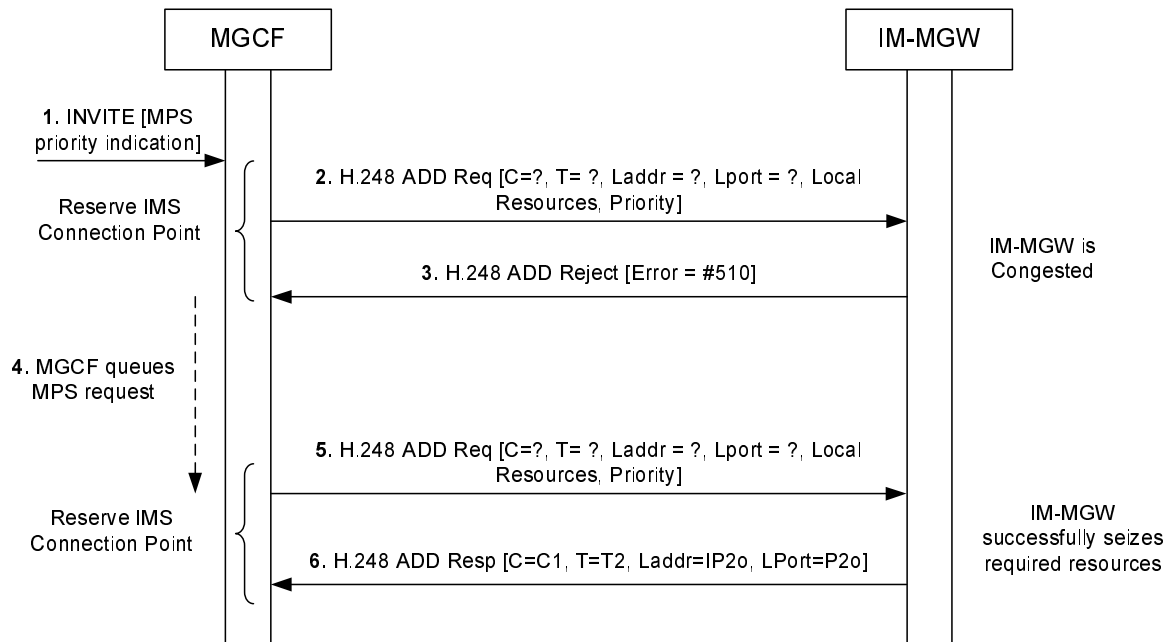 MGCF
IM-MGW
1. INVITE [MPS
priority indication]
2. H.248 ADD Req [C=?, T= ?, Laddr = ?, Lport = ?, Local
Resources, Priority]
Reserve IMS
Connection Point
IM-MGW is
Congested
3. H.248 ADD Reject [Error = #510]
4. MGCF queues
MPS request
5. H.248 ADD Req [C=?, T= ?, Laddr = ?, Lport = ?, Local
Resources, Priority]
Reserve IMS
Connection Point
IM-MGW
successfully seizes
required resources
6. H.248 ADD Resp [C=C1, T=T2, Laddr=IP2o, LPort=P2o]